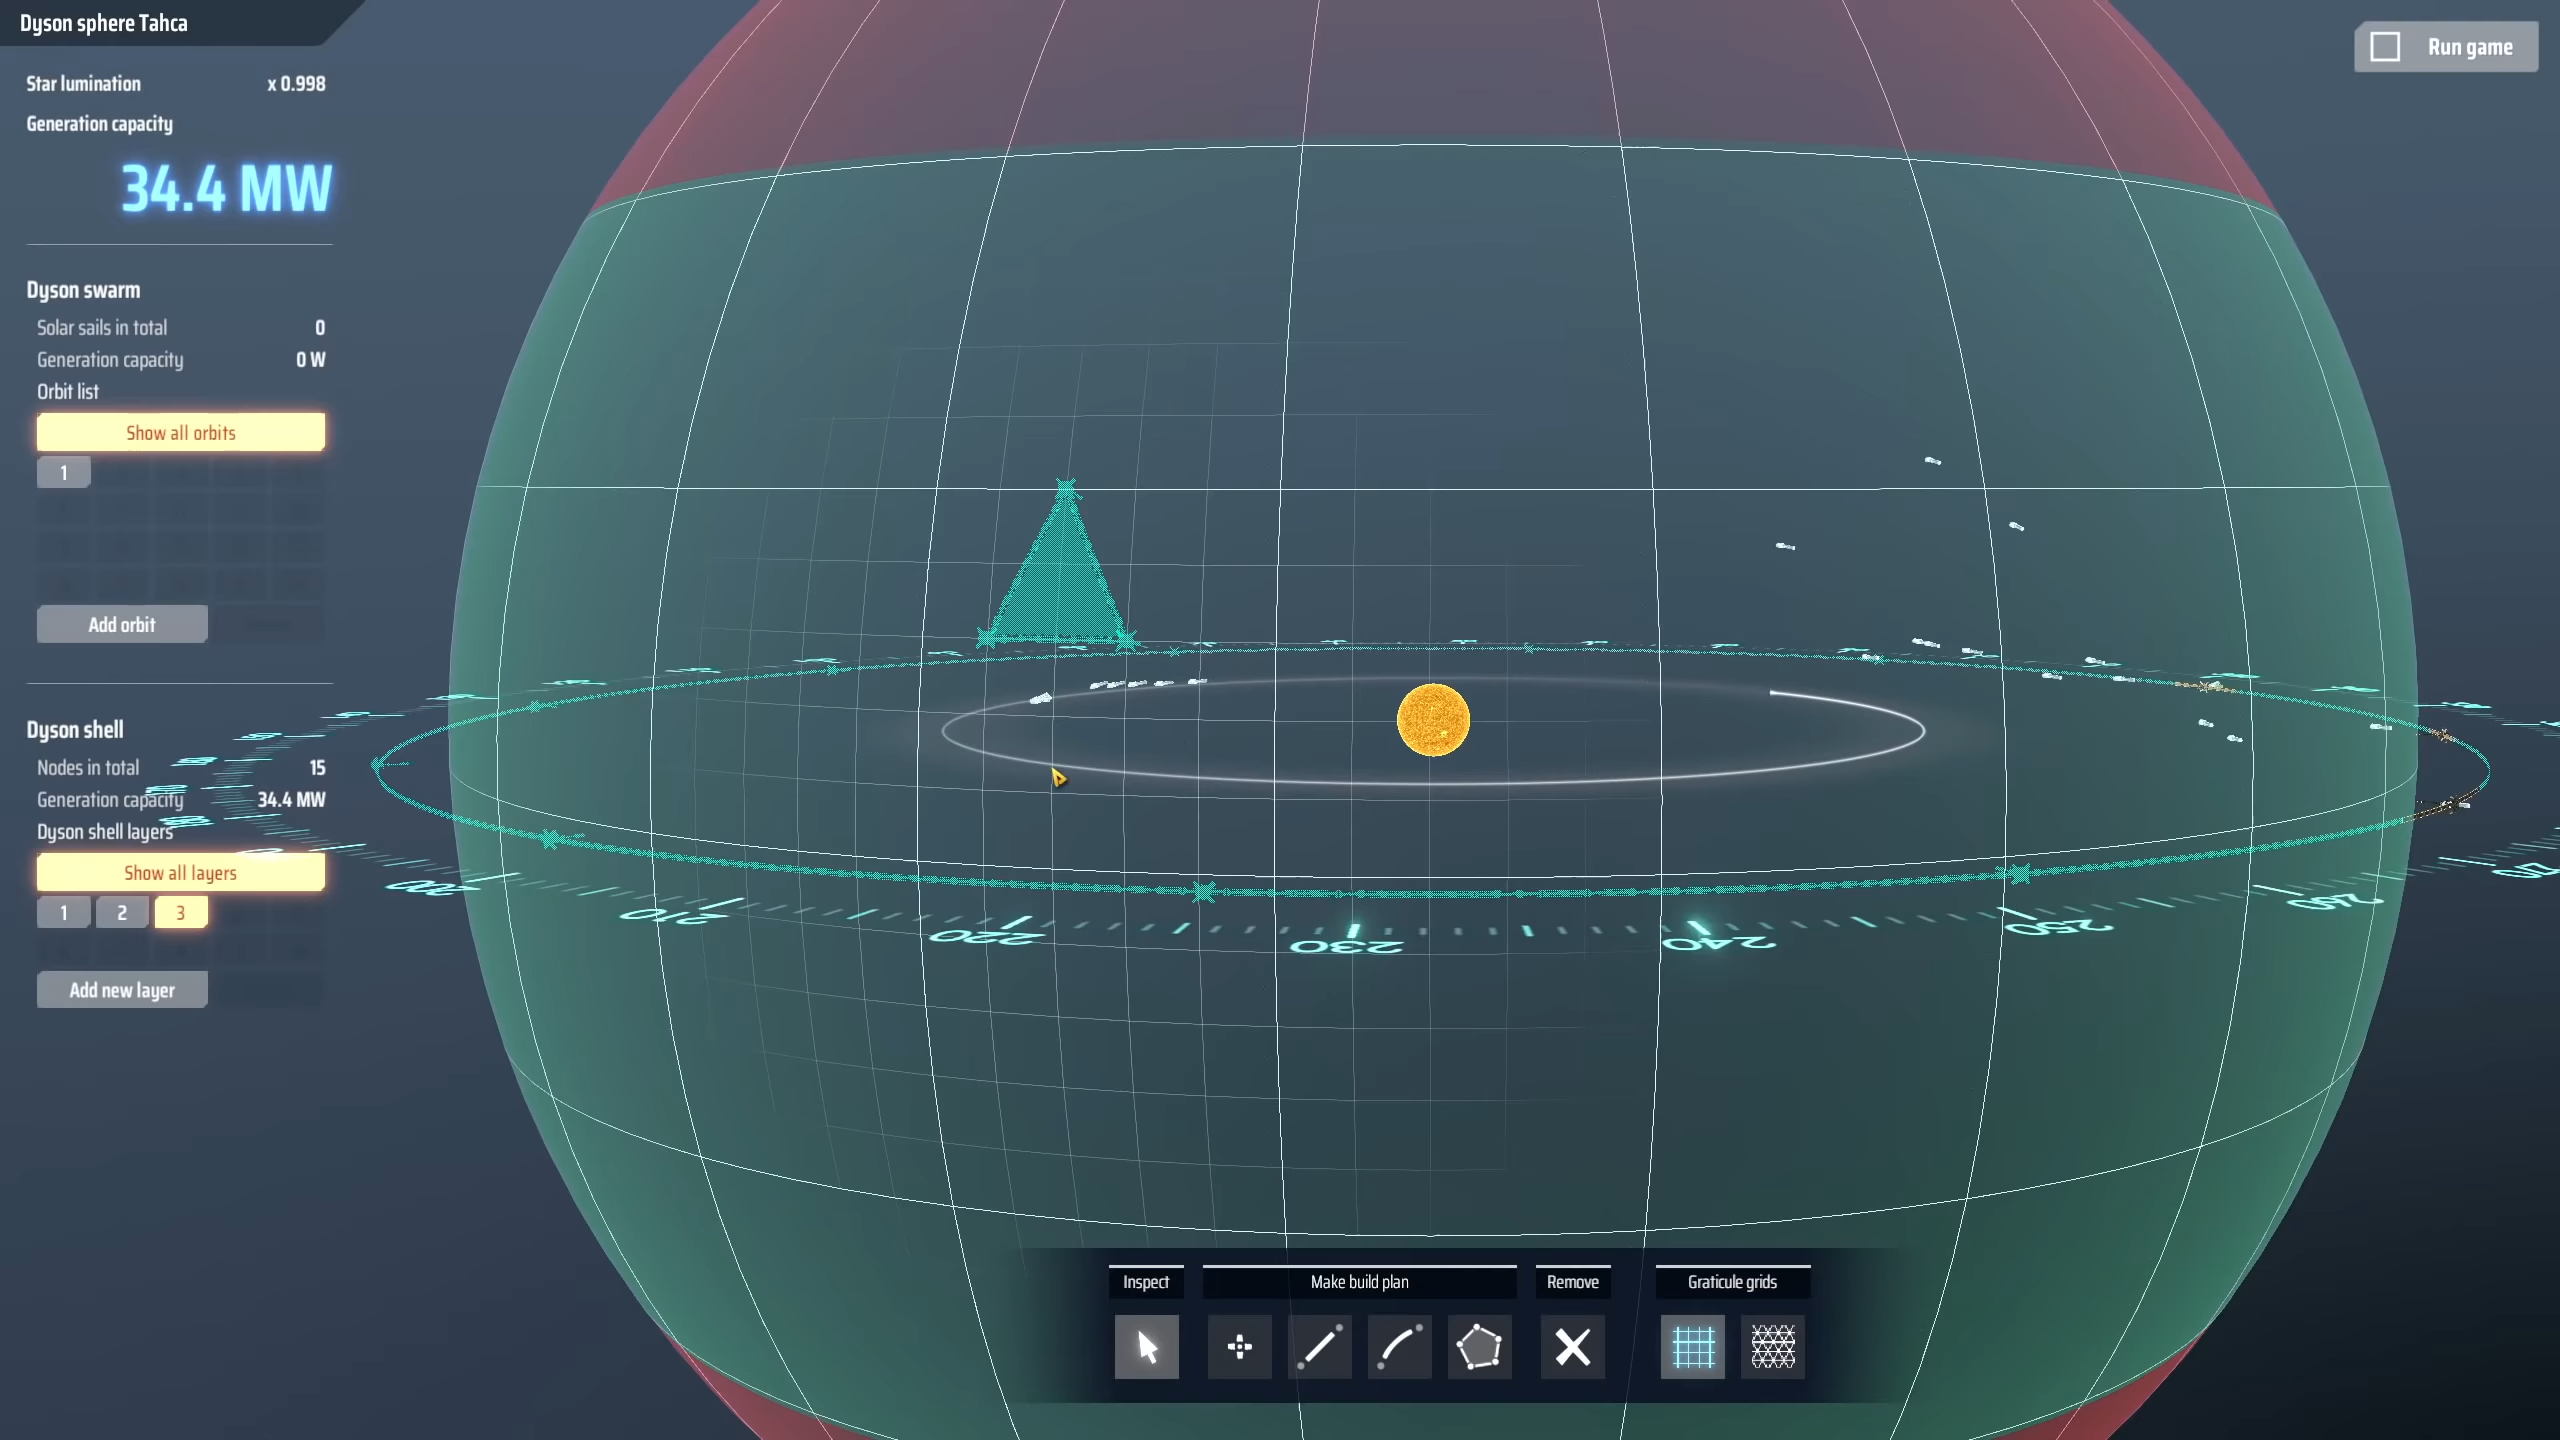 Dyson sphere Tahca
Run game
Star lumination x 0.998
Generation capacity
34.4 MW
Dyson swarm
Solar sails in total 0
Generation capacity 0 W
Orbit list
Show all orbits
1
Add orbit
Dyson shell
Nodes in total 15
Generation capacity 34.4 MW
Dyson shell layers
Show all layers
1 2 3
Add new layer
200 210 220 230 240 250 260
Inspect Make build plan Remove Graticule grids